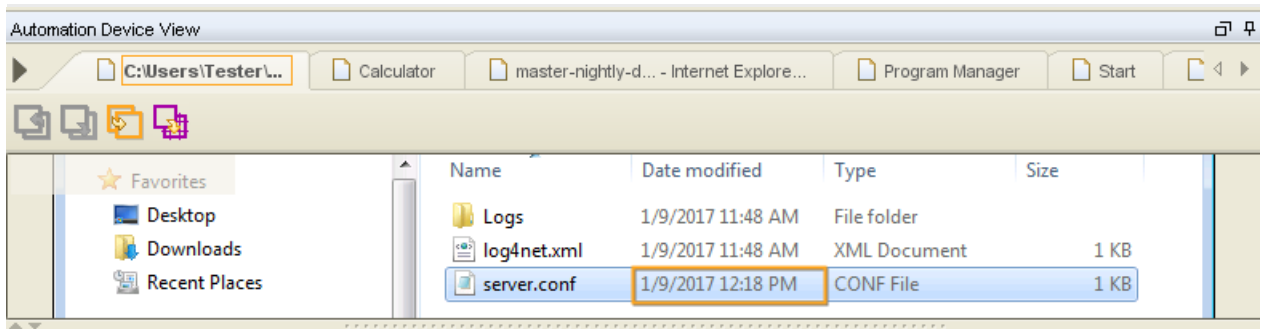 Automation Device View
C:\Users\Tester\... Calculator master-nightly-d... - Internet Explore... Program Manager Start
Favorites
Desktop
Downloads
Recent Places
Name Date modified Type Size
Logs 1/9/2017 11:48 AM File folder
log4net.xml 1/9/2017 11:48 AM XML Document 1 KB
server.conf 1/9/2017 12:18 PM CONF File 1 KB